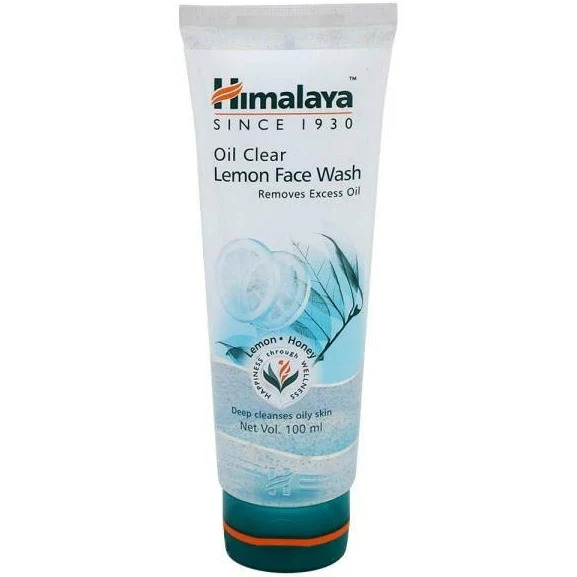 Himalaya™
SINCE 1930
Oil Clear
Lemon Face Wash
Removes Excess Oil
Lemon • Honey
HAPPINESS through WELLNESS
Deep cleanses oily skin
Net Vol. 100 ml